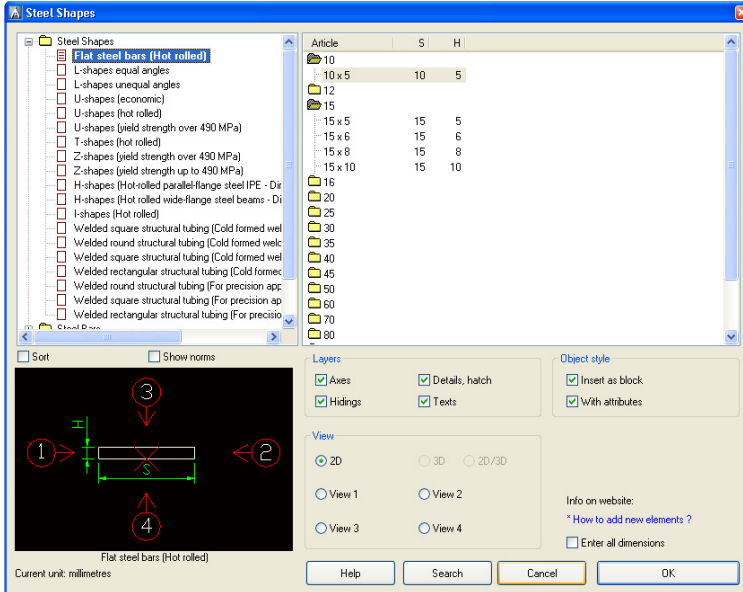 Steel Shapes
Steel Shapes
Flat steel bars (Hot rolled)
L-shapes equal angles
L-shapes unequal angles
U-shapes (economic)
U-shapes (hot rolled)
U-shapes (yield strength over 490 MPa)
T-shapes (hot rolled)
Z-shapes (yield strength over 490 MPa)
Z-shapes (yield strength up to 490 MPa)
H-shapes (Hot-rolled parallel-flange steel IPE - Dir
H-shapes (Hot rolled wide-flange steel beams - Di
I-shapes (Hot rolled)
Welded square structural tubing (Cold formed wel
Welded round structural tubing (Cold formed welc
Welded square structural tubing (Cold formed wel
Welded rectangular structural tubing (Cold formec
Welded round structural tubing (For precision app
Welded square structural tubing (For precision ap
Welded rectangular structural tubing (For precisio
Steel Bars
Article S H
10
10 x 5 10 5
12
15
15 x 5 15 5
15 x 6 15 6
15 x 8 15 8
15 x 10 15 10
16
20
25
30
35
40
45
50
60
70
80
Sort Show norms
3
H
1 2
S
4
Flat steel bars (Hot rolled)
Current unit: millimetres
Layers
Axes Details, hatch
Hidings Texts
Object style
Insert as block
With attributes
View
2D 3D 2D/3D
View 1 View 2
View 3 View 4
Info on website:
* How to add new elements ?
Enter all dimensions
Help Search Cancel OK